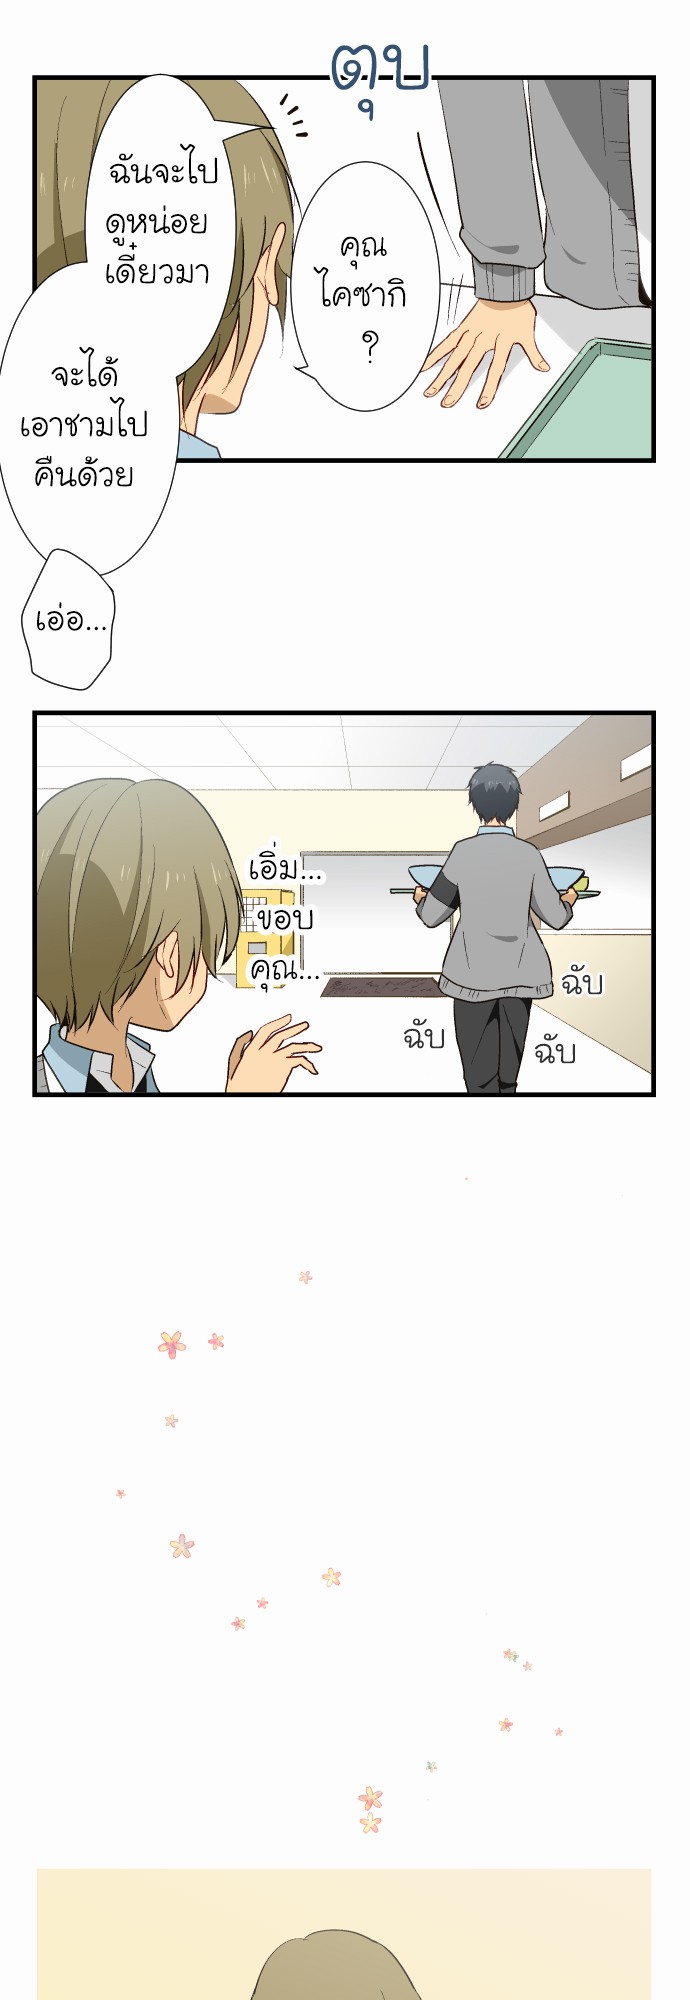 ตุบ
ฉันจะไป
ดูหน่อย
เดี๋ยวมา
คุณ
ไคซากิ
?
จะได้
เอาชามไป
คืนด้วย
เอ่อ...
เอิ่ม...
ขอบ
คุณ...
ฉับ
ฉับ
ฉับ